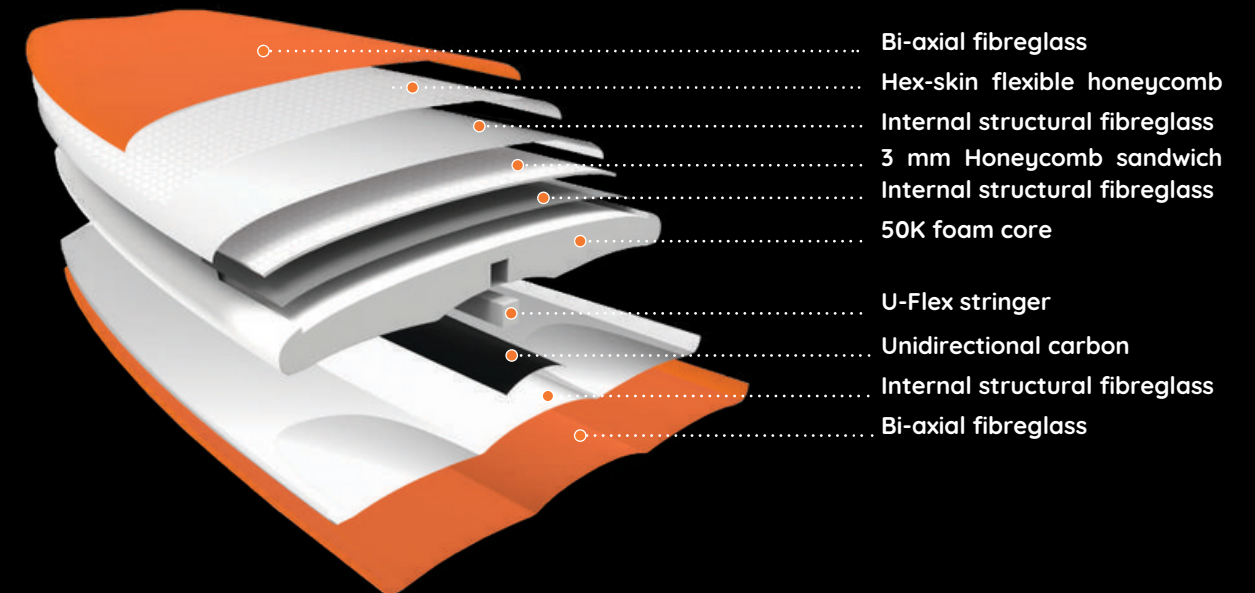 Bi-axial fibreglass
Hex-skin flexible honeycomb
Internal structural fibreglass
3 mm Honeycomb sandwich
Internal structural fibreglass
50K foam core
U-Flex stringer
Unidirectional carbon
Internal structural fibreglass
Bi-axial fibreglass